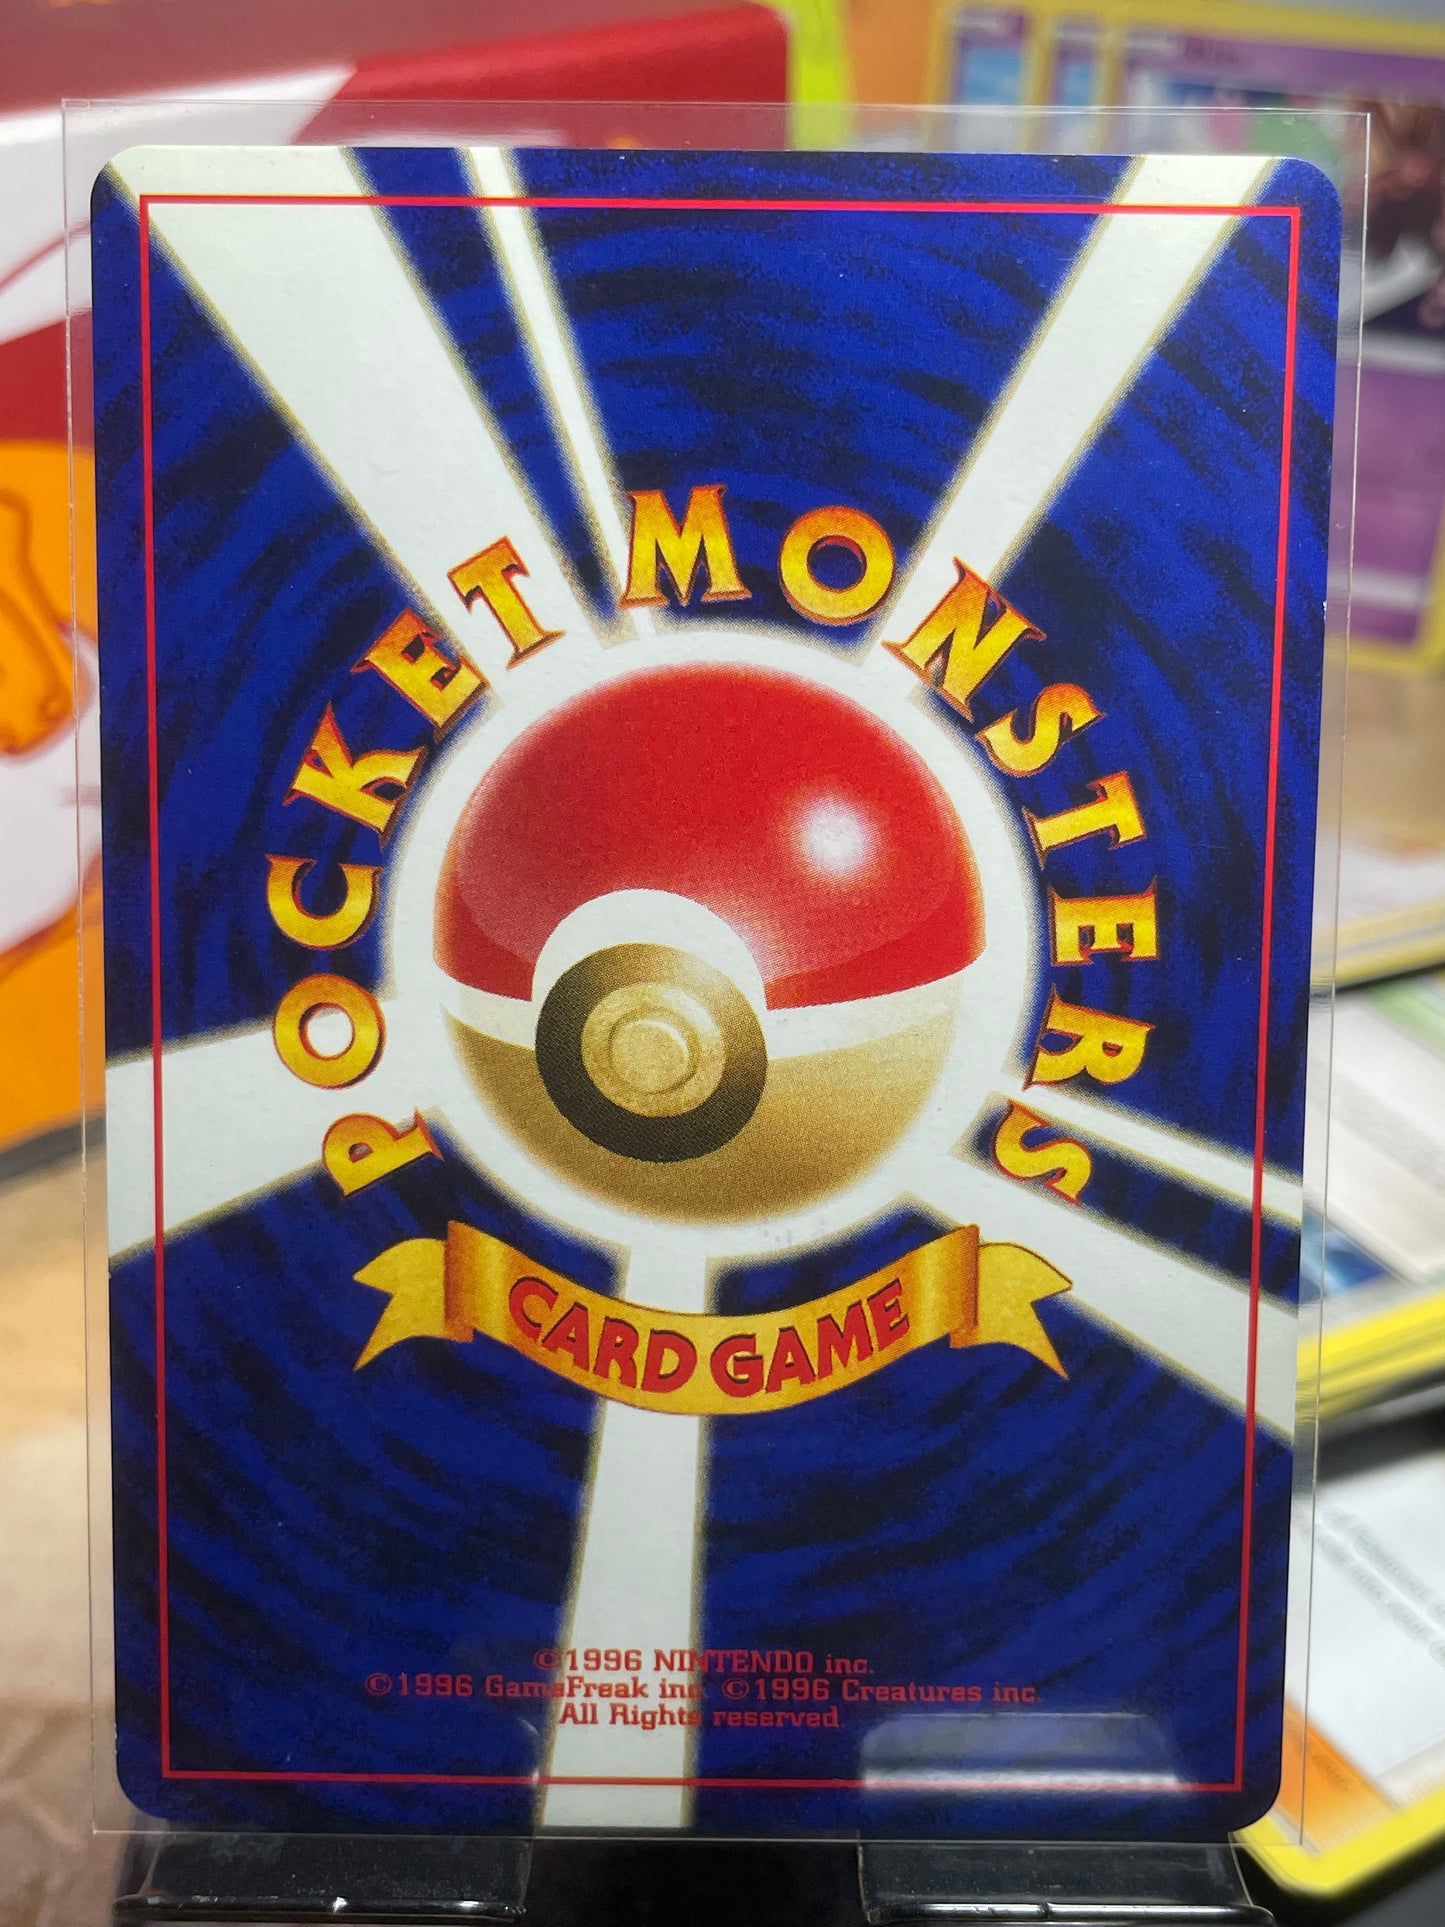 POCKET MONSTERS
CARD GAME
©1996 NINTENDO inc.
©1996 GameFreak inc. ©1996 Creatures inc.
All Rights reserved.